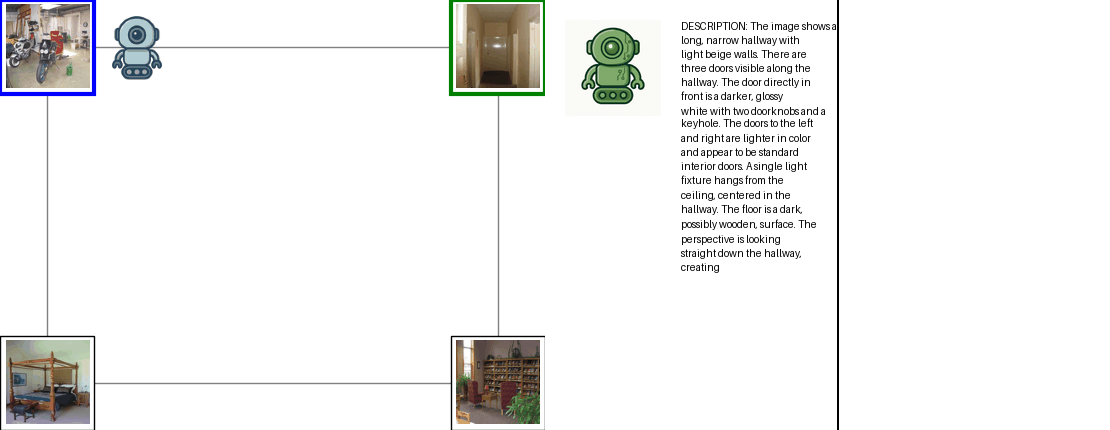 DESCRIPTION: The image shows a
long, narrow hallway with
light beige walls. There are
three doors visible along the
hallway. The door directly in
front is a darker, glossy
white with two doorknobs and a
keyhole. The doors to the left
and right are lighter in color
and appear to be standard
interior doors. A single light
fixture hangs from the
ceiling, centered in the
hallway. The floor is a dark,
possibly wooden, surface. The
perspective is looking
straight down the hallway,
creating